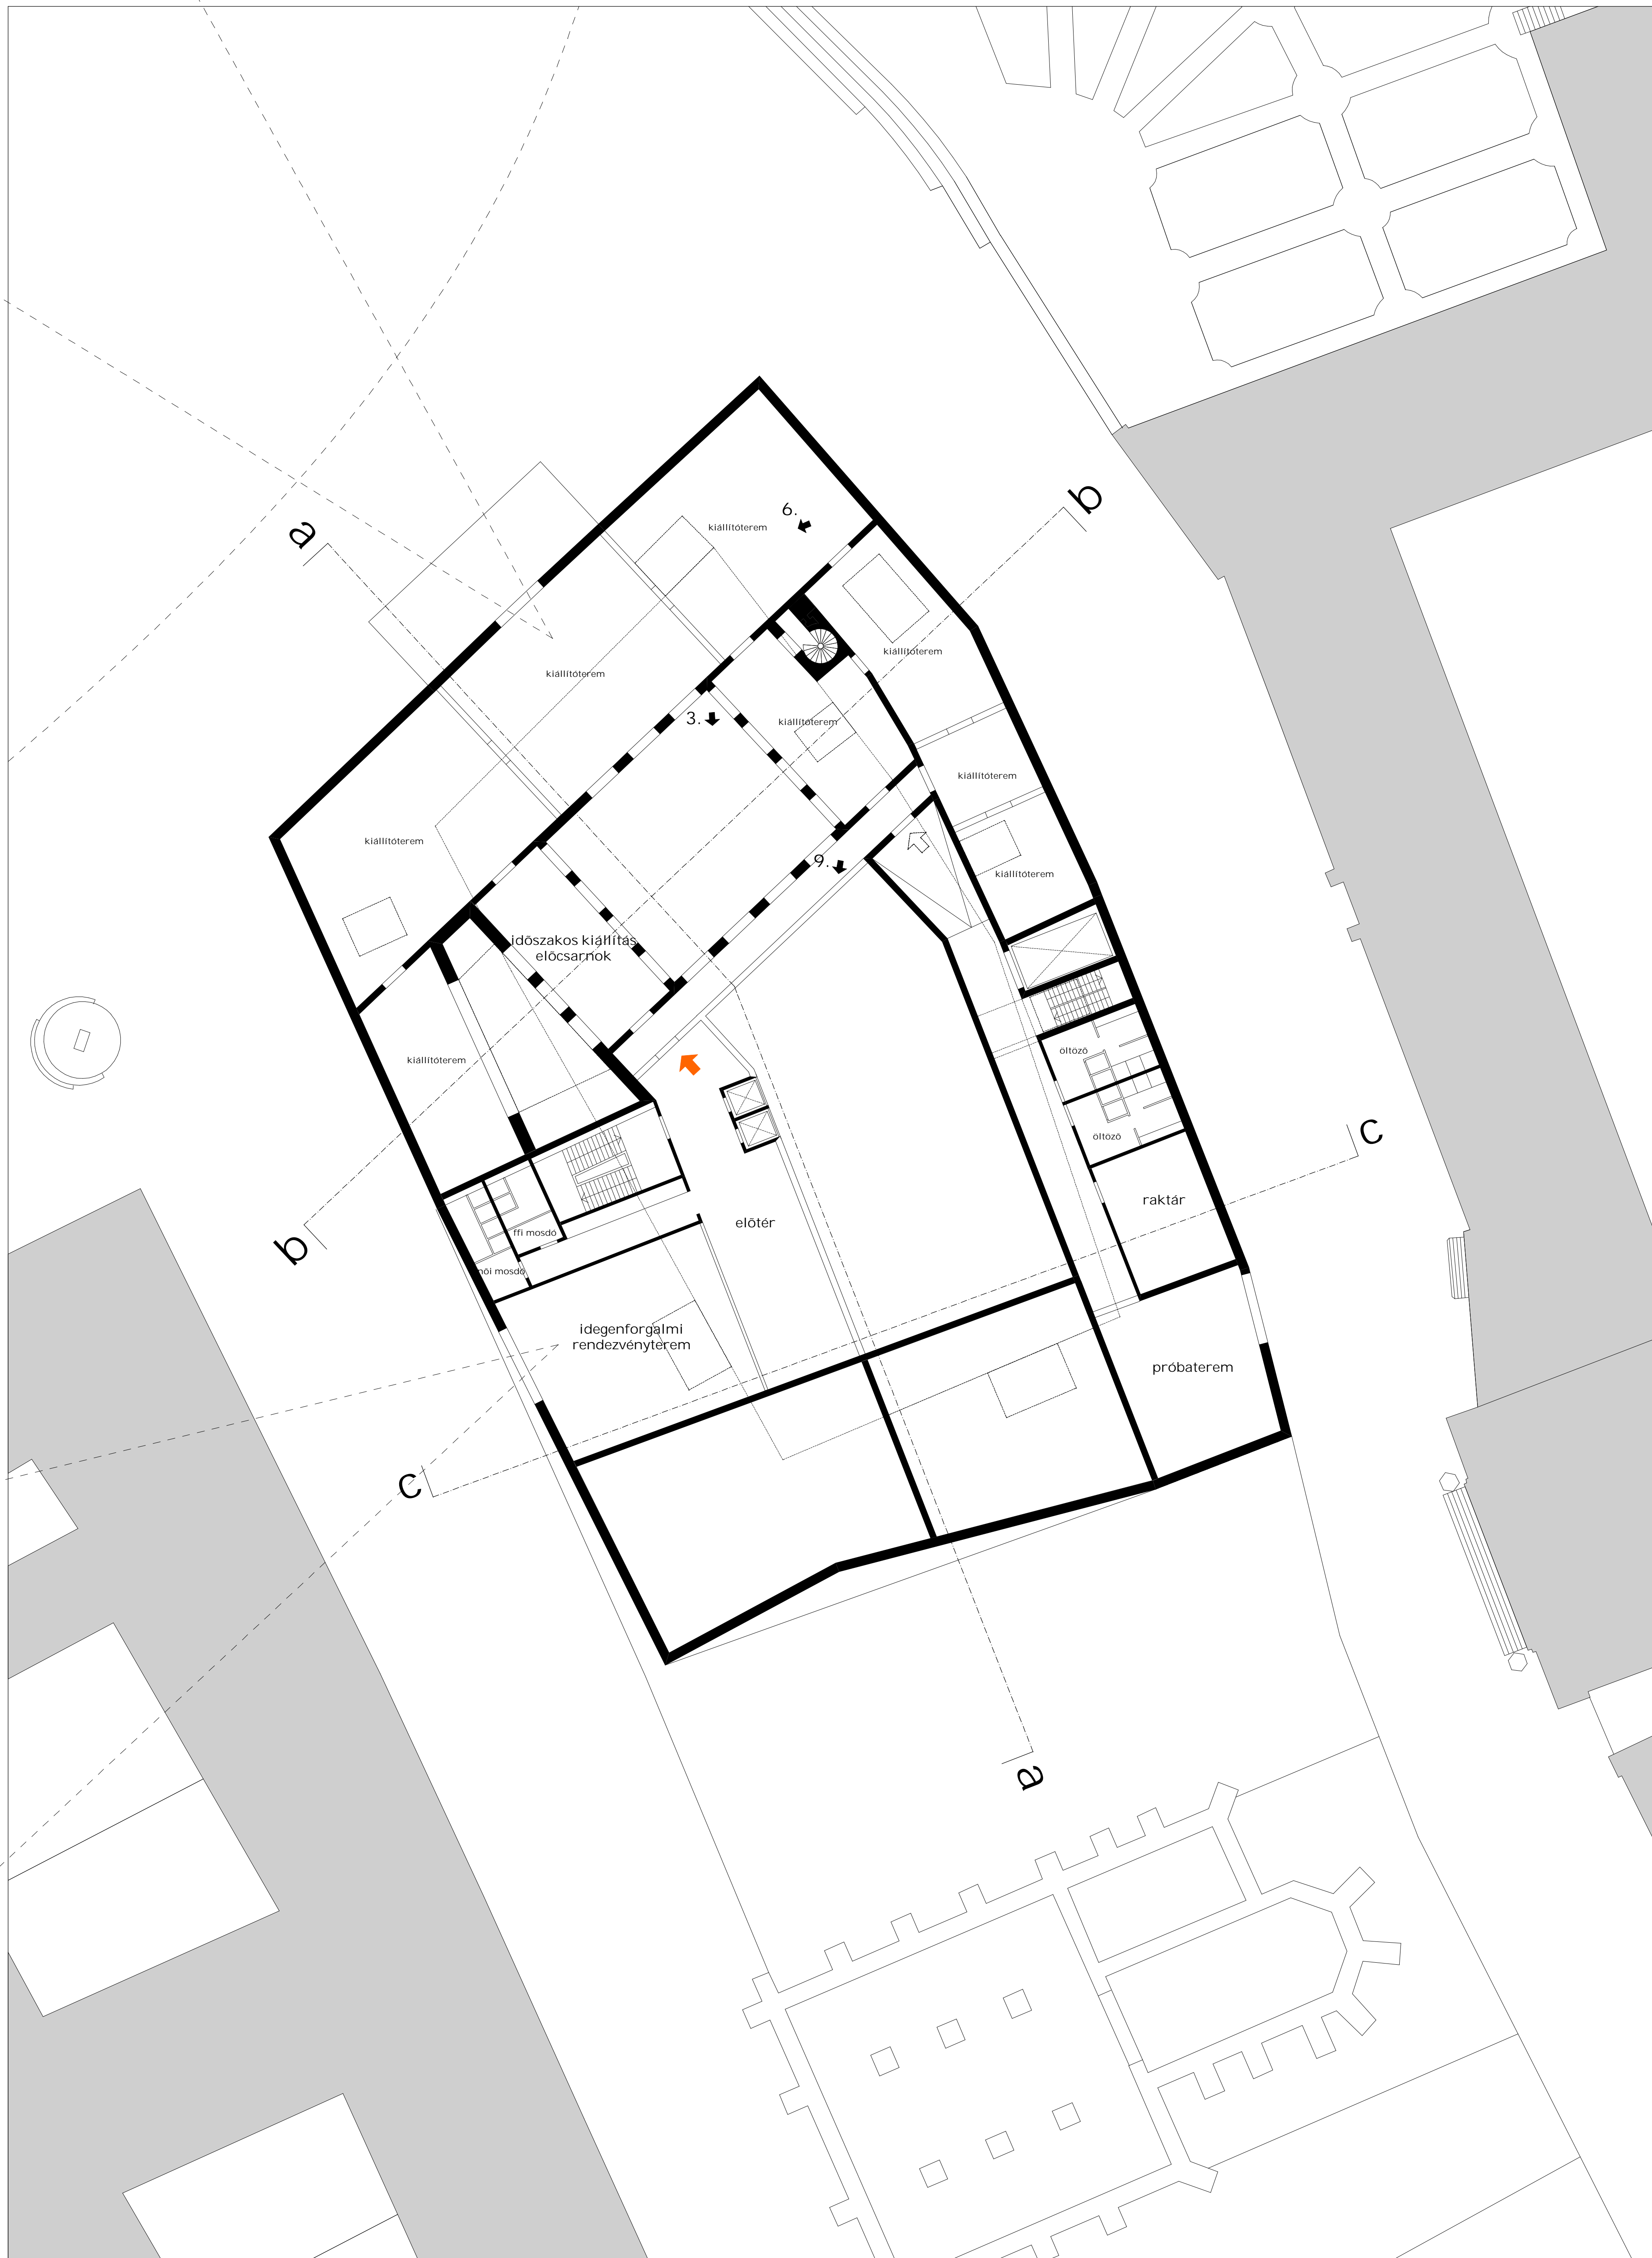 b
a
6.
kiállítóterem
kiállítóterem
kiállítóterem
3.
kiállítóterem
kiállítóterem
kiállítóterem
9.
kiállítóterem
időszakos kiállítás
előcsarnok
kiállítóterem
öltöző
öltöző
c
raktár
előtér
ffi mosdó
b
női mosdó
idegenforgalmi
rendezvényterem
próbaterem
c
a